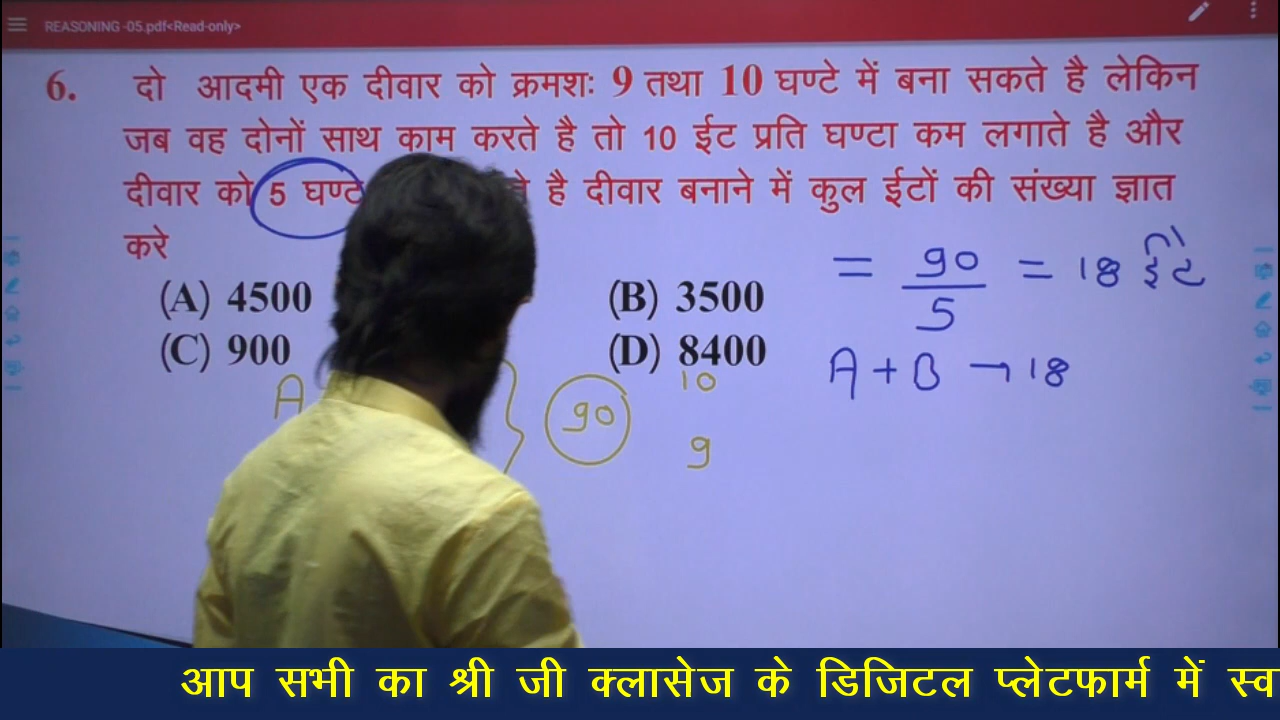 REASONING -05.pdf<Read-only>
6. दो आदमी एक दीवार को क्रमशः 9 तथा 10 घण्टे में बना सकते है लेकिन
जब वह दोनों साथ काम करते है तो 10 ईट प्रति घण्टा कम लगाते है और
दीवार को 5 घण्टे है दीवार बनाने में कुल ईटों की संख्या ज्ञात
करे
(A) 4500 (B) 3500
(C) 900 (D) 8400
= 90/5 = 18 ईटे
A + B → 18
A } 90 10
9
आप सभी का श्री जी क्लासेज के डिजिटल प्लेटफार्म में स्व